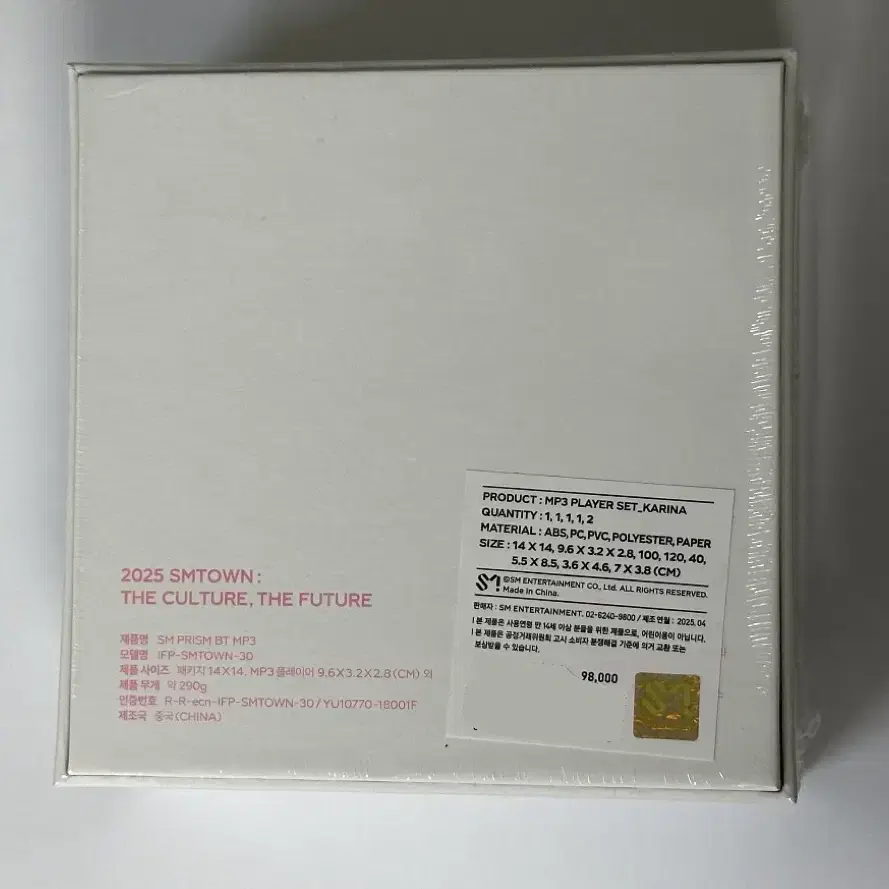 PRODUCT : MP3 PLAYER SET_KARINA
QUANTITY : 1, 1, 1, 1, 2
MATERIAL : ABS, PC, PVC, POLYESTER, PAPER
SIZE : 14 X 14, 9.6 X 3.2 X 2.8, 100, 120, 40,
5.5 X 8.5, 3.6 X 4.6, 7 X 3.8 (CM)
SM ©SM ENTERTAINMENT CO., Ltd. ALL RIGHTS RESERVED.
Made in China.
판매자 : SM ENTERTAINMENT. 02-6240-9800 / 제조 연월 : 2025. 04
| 본 제품은 사용연령 만 14세 이상 분들을 위한 제품으로, 어린이용이 아닙니다.
| 본 제품은 공정거래위원회 고시 소비자 분쟁해결 기준에 의거 교환 또는
보상받을 수 있습니다.
98,000
SM
2025 SMTOWN :
THE CULTURE, THE FUTURE
제품명 SM PRISM BT MP3
모델명 IFP-SMTOWN-30
제품 사이즈 패키지 14X14, MP3 플레이어 9.6X3.2X2.8 (CM) 외
제품 무게 약 290g
인증번호 R-R-ecn-IFP-SMTOWN-30 / YU10770-18001F
제조국 중국(CHINA)